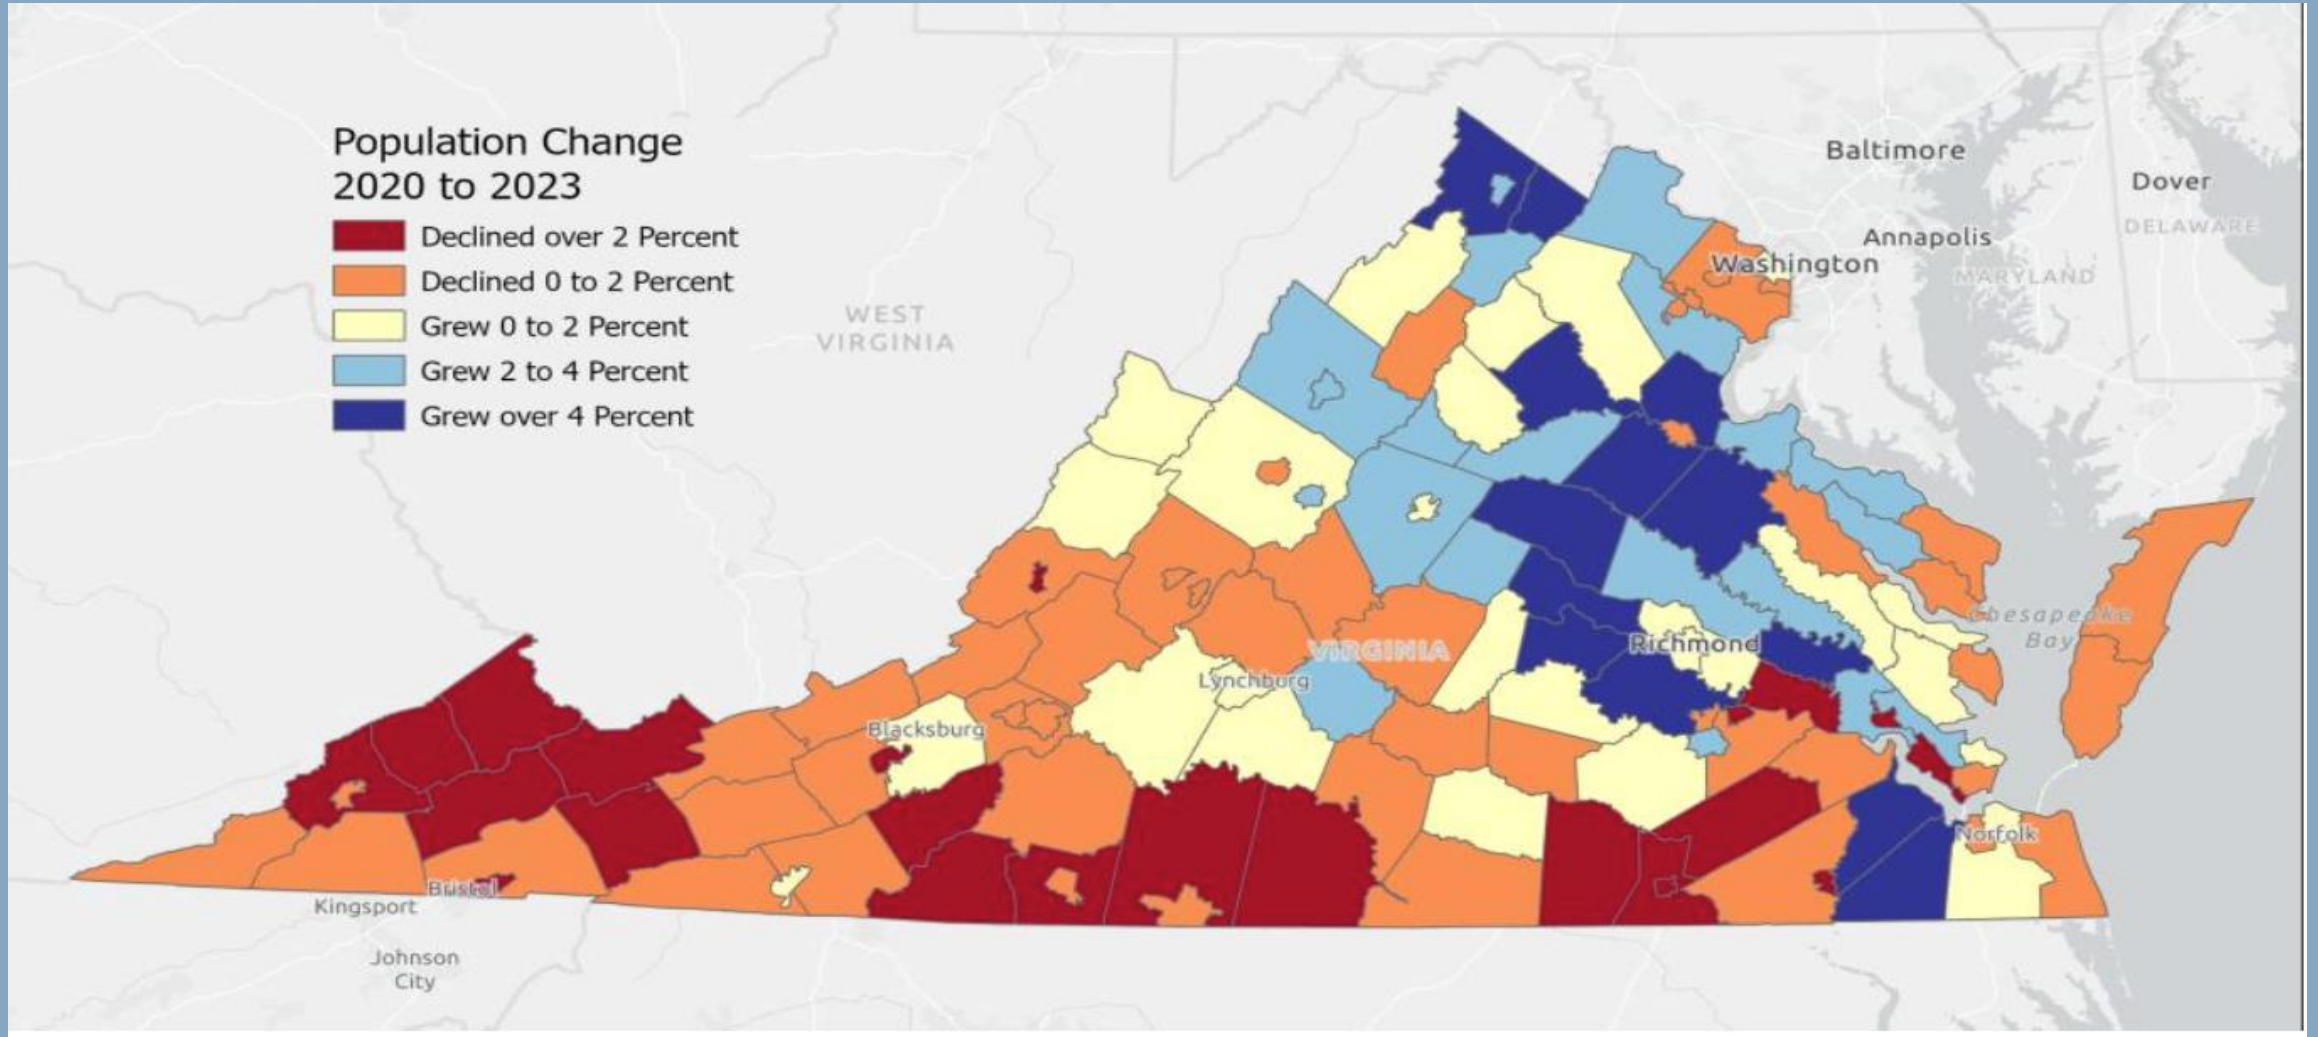 Population Change
2020 to 2023
Declined over 2 Percent
Declined 0 to 2 Percent
Grew 0 to 2 Percent
Grew 2 to 4 Percent
Grew over 4 Percent
Baltimore
Dover
DELAWARE
Annapolis
Washington
MARYLAND
WEST
VIRGINIA
Chesapeake
Bay
VIRGINIA
Richmond
Lynchburg
Blacksburg
Norfolk
Bristol
Kingsport
Johnson
City